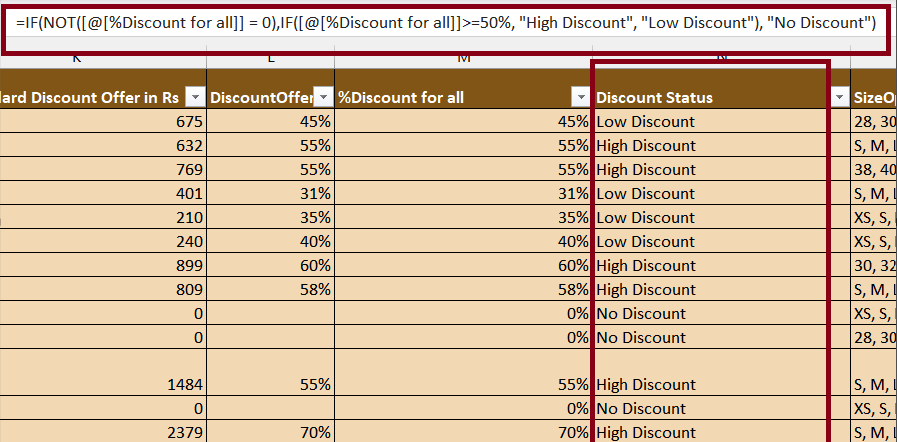 =IF(NOT([@[%Discount for all]] = 0),IF([@[%Discount for all]]>=50%, "High Discount", "Low Discount"), "No Discount")
K L M N
lard Discount Offer in Rs DiscountOffer %Discount for all Discount Status SizeOp
675 45% 45% Low Discount 28, 30
632 55% 55% High Discount S, M, L
769 55% 55% High Discount 38, 40
401 31% 31% Low Discount S, M, L
210 35% 35% Low Discount XS, S,
240 40% 40% Low Discount XS, S,
899 60% 60% High Discount 30, 32
809 58% 58% High Discount S, M, L
0 0% No Discount XS, S,
0 0% No Discount 28, 30
1484 55% 55% High Discount S, M, L
0 0% No Discount XS, S,
2379 70% 70% High Discount S, M, L